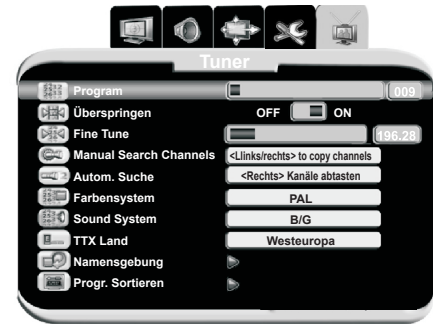 Tuner
Program 009
Überspringen OFF ON
Fine Tune 196.28
Manual Search Channels <Llinks/rechts> to copy channels
Autom. Suche <Rechts> Kanäle abtasten
Farbensystem PAL
Sound System B/G
TTX Land Westeuropa
Namensgebung
Progr. Sortieren